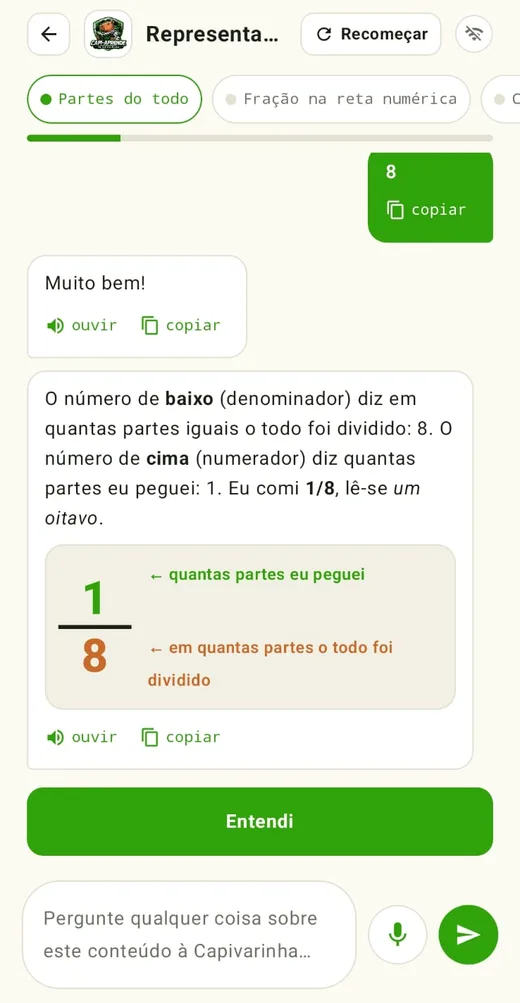 CAPI-APRENDE
Representa...
Recomeçar
Partes do todo
Fração na reta numérica
8
copiar
Muito bem!
ouvir
copiar
O número de baixo (denominador) diz em
quantas partes iguais o todo foi dividido: 8. O
número de cima (numerador) diz quantas
partes eu peguei: 1. Eu comi 1/8, lê-se um
oitavo.
1
← quantas partes eu peguei
8
← em quantas partes o todo foi
dividido
ouvir
copiar
Entendi
Pergunte qualquer coisa sobre
este conteúdo à Capivarinha...